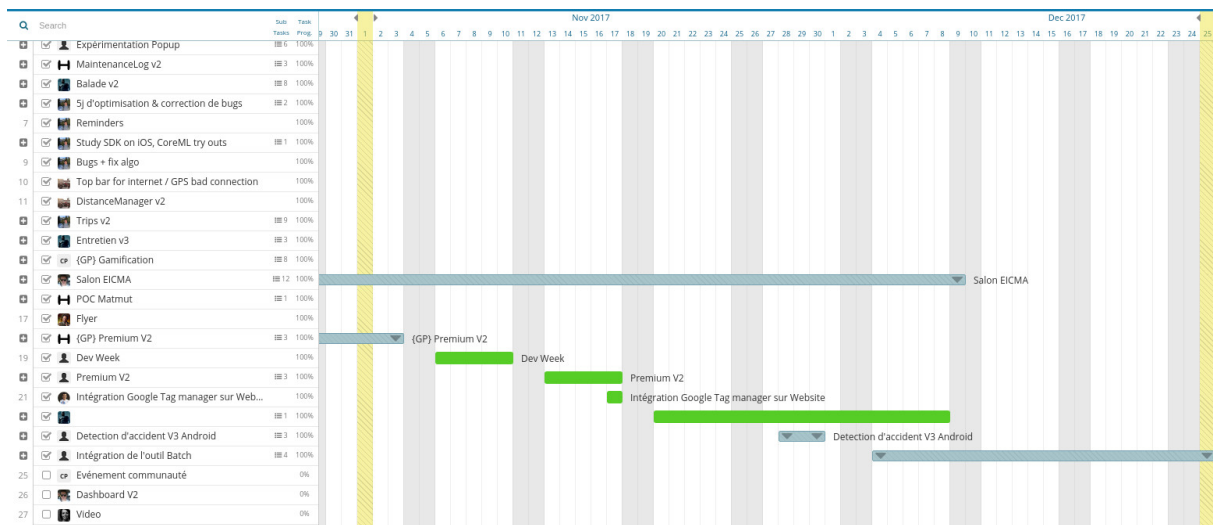 Nov 2017 Dec 2017
Search Sub Tasks Task Prog.
9 30 31 1 2 3 4 5 6 7 8 9 10 11 12 13 14 15 16 17 18 19 20 21 22 23 24 25 26 27 28 29 30 1 2 3 4 5 6 7 8 9 10 11 12 13 14 15 16 17 18 19 20 21 22 23 24 25
Expérimentation Popup 6 100%
MaintenanceLog v2 3 100%
Balade v2 8 100%
5j d'optimisation & correction de bugs 2 100%
7 Reminders 100%
Study SDK on iOS, CoreML try outs 1 100%
9 Bugs + fix algo 100%
10 Top bar for internet / GPS bad connection 100%
11 DistanceManager v2 100%
Trips v2 9 100%
Entretien v3 3 100%
CP {GP} Gamification 8 100%
Salon EICMA 12 100% Salon EICMA
POC Matmut 1 100%
17 Flyer 100%
{GP} Premium V2 3 100% {GP} Premium V2
19 Dev Week 100% Dev Week
Premium V2 3 100% Premium V2
21 Intégration Google Tag manager sur Web... 100% Intégration Google Tag manager sur Website
1 100%
Detection d'accident V3 Android 3 100% Detection d'accident V3 Android
Intégration de l'outil Batch 4 100%
25 CP Evénement communauté 0%
26 Dashboard V2 0%
27 Video 0%